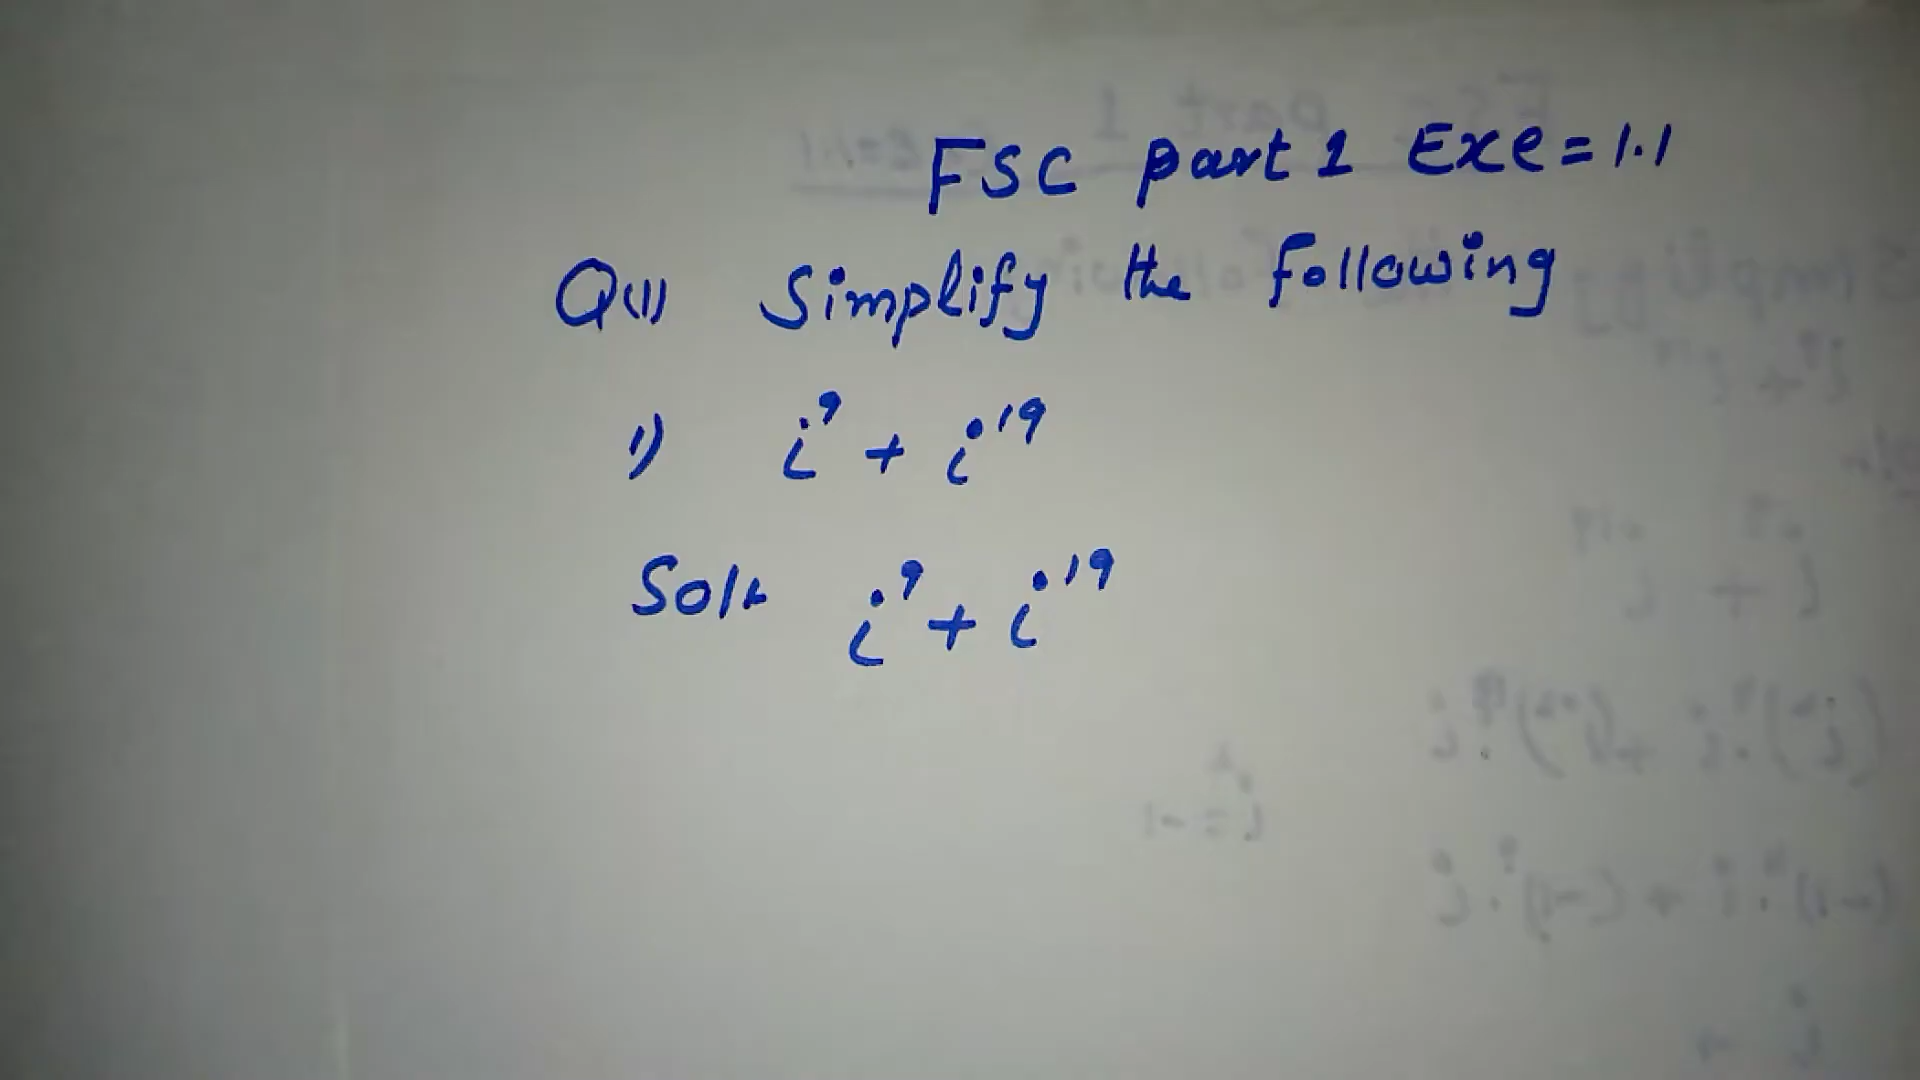 FSC part 1 Exe = 1.1
Q(1) Simplify the following
1) i⁹ + i¹⁹
Sol: i⁹ + i¹⁹